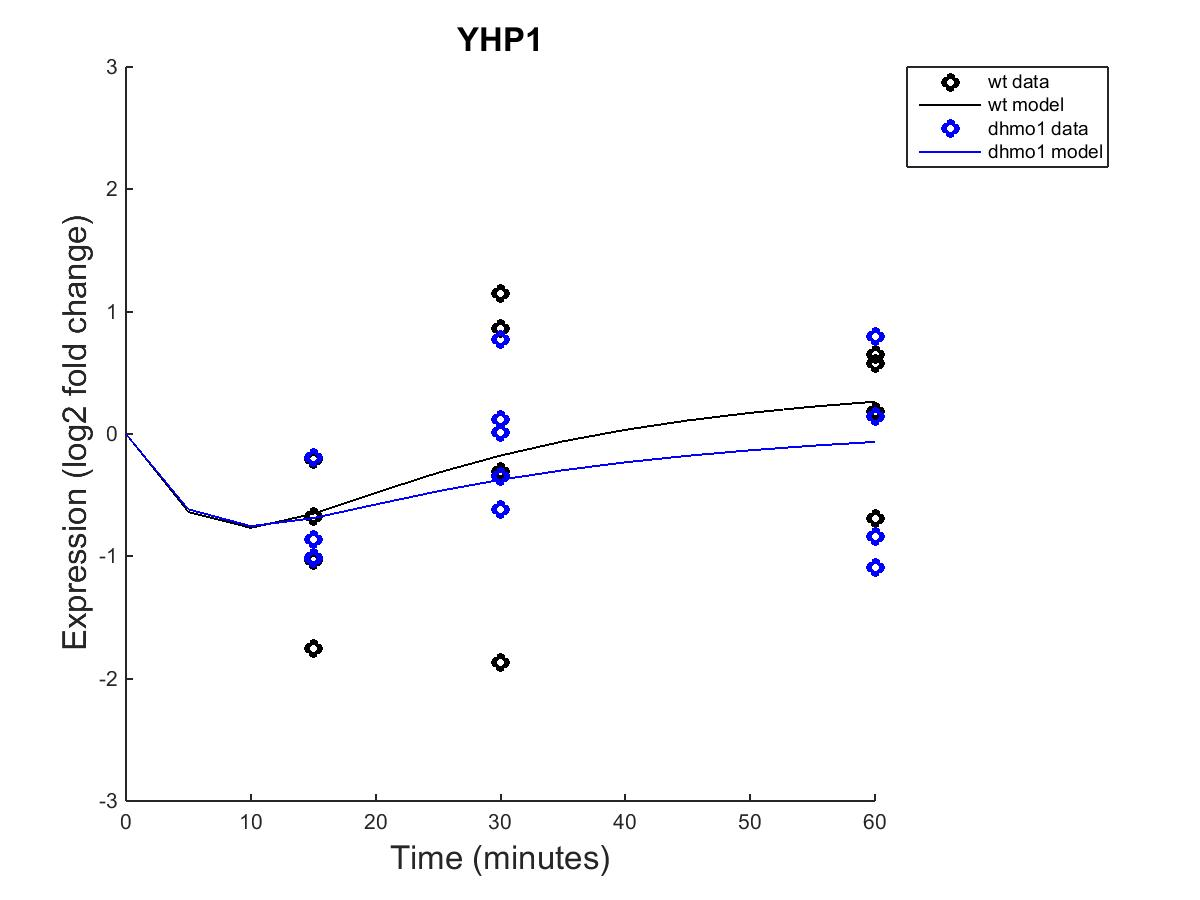 YHP1
wt data
wt model
dhmo1 data
dhmo1 model
3
2
1
0
-1
-2
-3
Expression (log2 fold change)
0 10 20 30 40 50 60
Time (minutes)